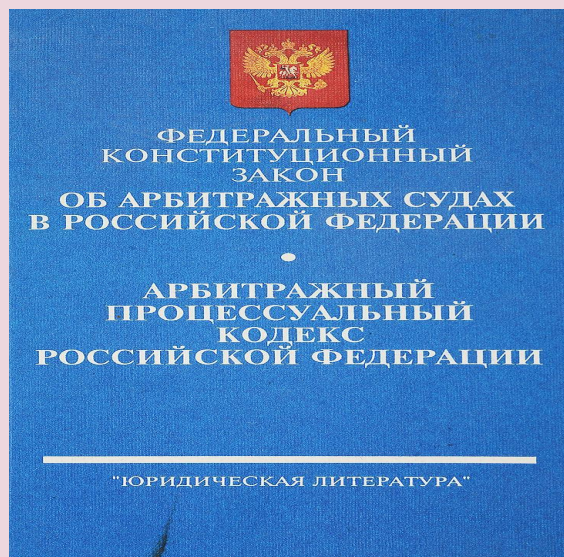 ФЕДЕРАЛЬНЫЙ
КОНСТИТУЦИОННЫЙ
ЗАКОН
ОБ АРБИТРАЖНЫХ СУДАХ
В РОССИЙСКОЙ ФЕДЕРАЦИИ
•
АРБИТРАЖНЫЙ
ПРОЦЕССУАЛЬНЫЙ
КОДЕКС
РОССИЙСКОЙ ФЕДЕРАЦИИ
"ЮРИДИЧЕСКАЯ ЛИТЕРАТУРА"